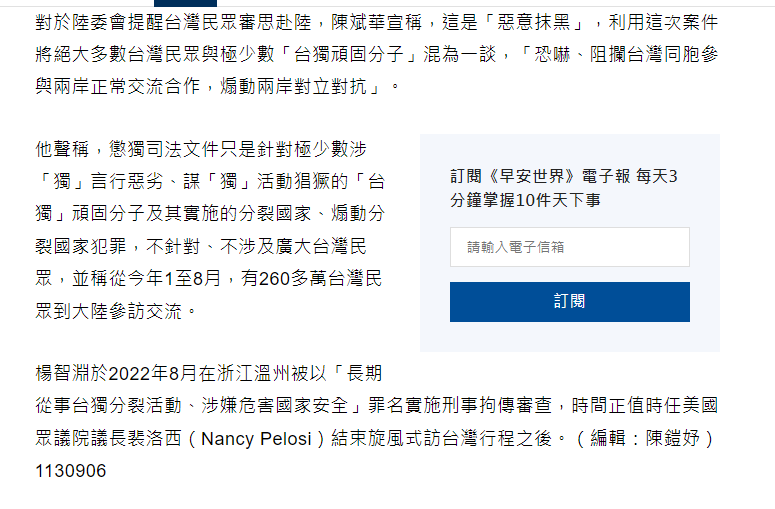 對於陸委會提醒台灣民眾審思赴陸，陳斌華宣稱，這是「惡意抹黑」，利用這次案件
將絕大多數台灣民眾與極少數「台獨頑固分子」混為一談，「恐嚇、阻攔台灣同胞參
與兩岸正常交流合作，煽動兩岸對立對抗」。
他聲稱，懲獨司法文件只是針對極少數涉
「獨」言行惡劣、謀「獨」活動猖獗的「台
獨」頑固分子及其實施的分裂國家、煽動分
裂國家犯罪，不針對、不涉及廣大台灣民
眾，並稱從今年1至8月，有260多萬台灣民
眾到大陸參訪交流。
訂閱《早安世界》電子報 每天3
分鐘掌握10件天下事
請輸入電子信箱
訂閱
楊智淵於2022年8月在浙江溫州被以「長期
從事台獨分裂活動、涉嫌危害國家安全」罪名實施刑事拘傳審查，時間正值時任美國
眾議院議長裴洛西（Nancy Pelosi）結束旋風式訪台灣行程之後。（編輯：陳鎧妤）
1130906